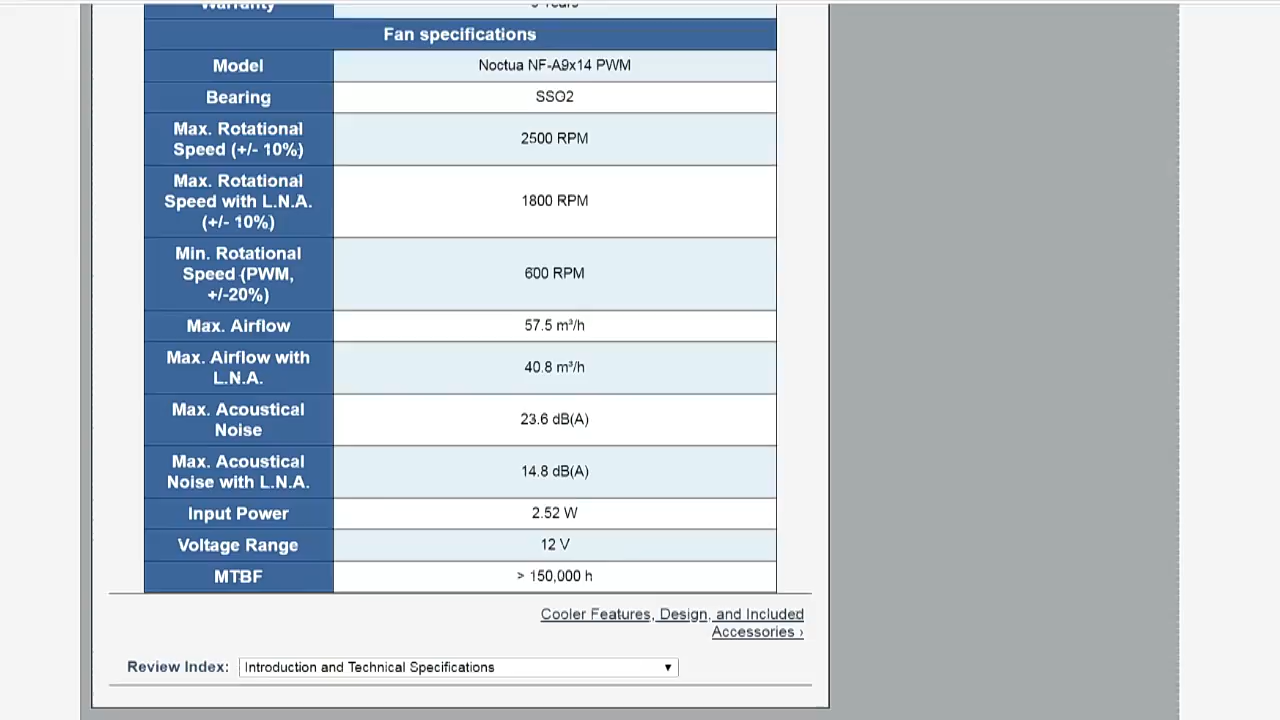 Warranty
Fan specifications
Model
Noctua NF-A9x14 PWM
Bearing
SSO2
Max. Rotational
Speed (+/- 10%)
2500 RPM
Max. Rotational
Speed with L.N.A.
(+/- 10%)
1800 RPM
Min. Rotational
Speed (PWM,
+/-20%)
600 RPM
Max. Airflow
57.5 m³/h
Max. Airflow with
L.N.A.
40.8 m³/h
Max. Acoustical
Noise
23.6 dB(A)
Max. Acoustical
Noise with L.N.A.
14.8 dB(A)
Input Power
2.52 W
Voltage Range
12 V
MTBF
> 150,000 h
Cooler Features, Design, and Included
Accessories ›
Review Index:
Introduction and Technical Specifications